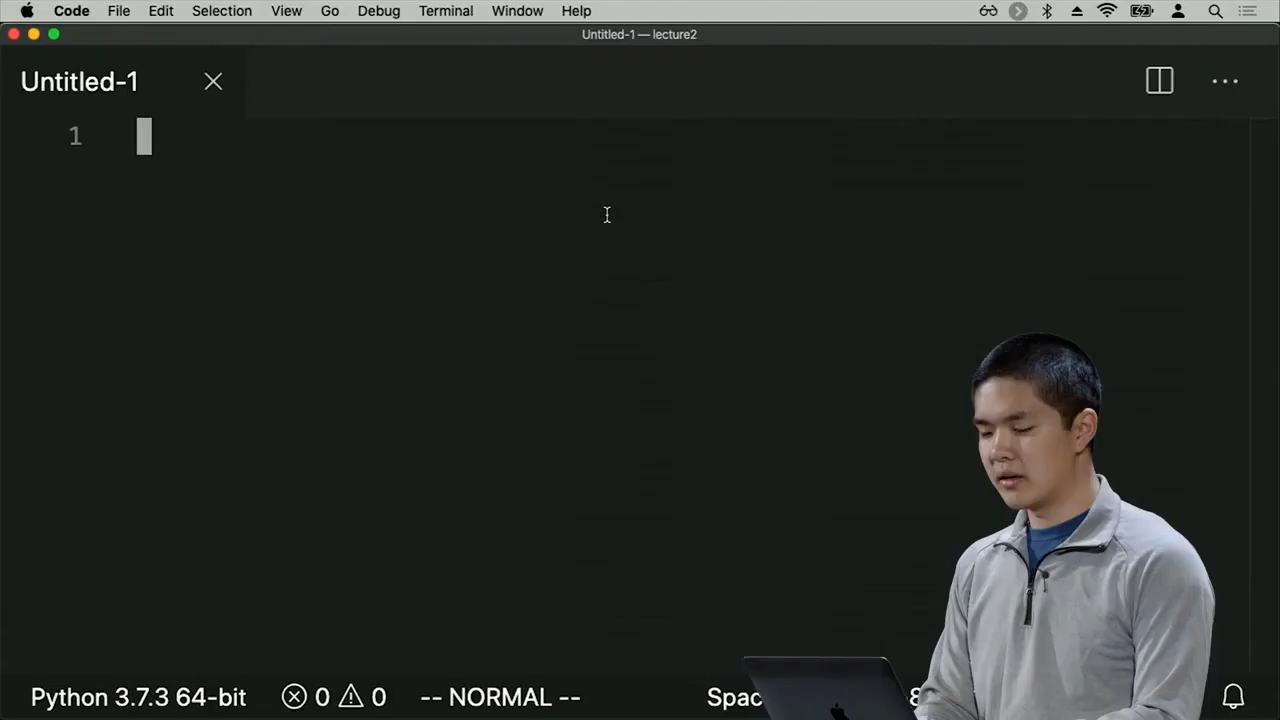 Code File Edit Selection View Go Debug Terminal Window Help
Untitled-1 — lecture2
Untitled-1
1
Python 3.7.3 64-bit 0 0 -- NORMAL --